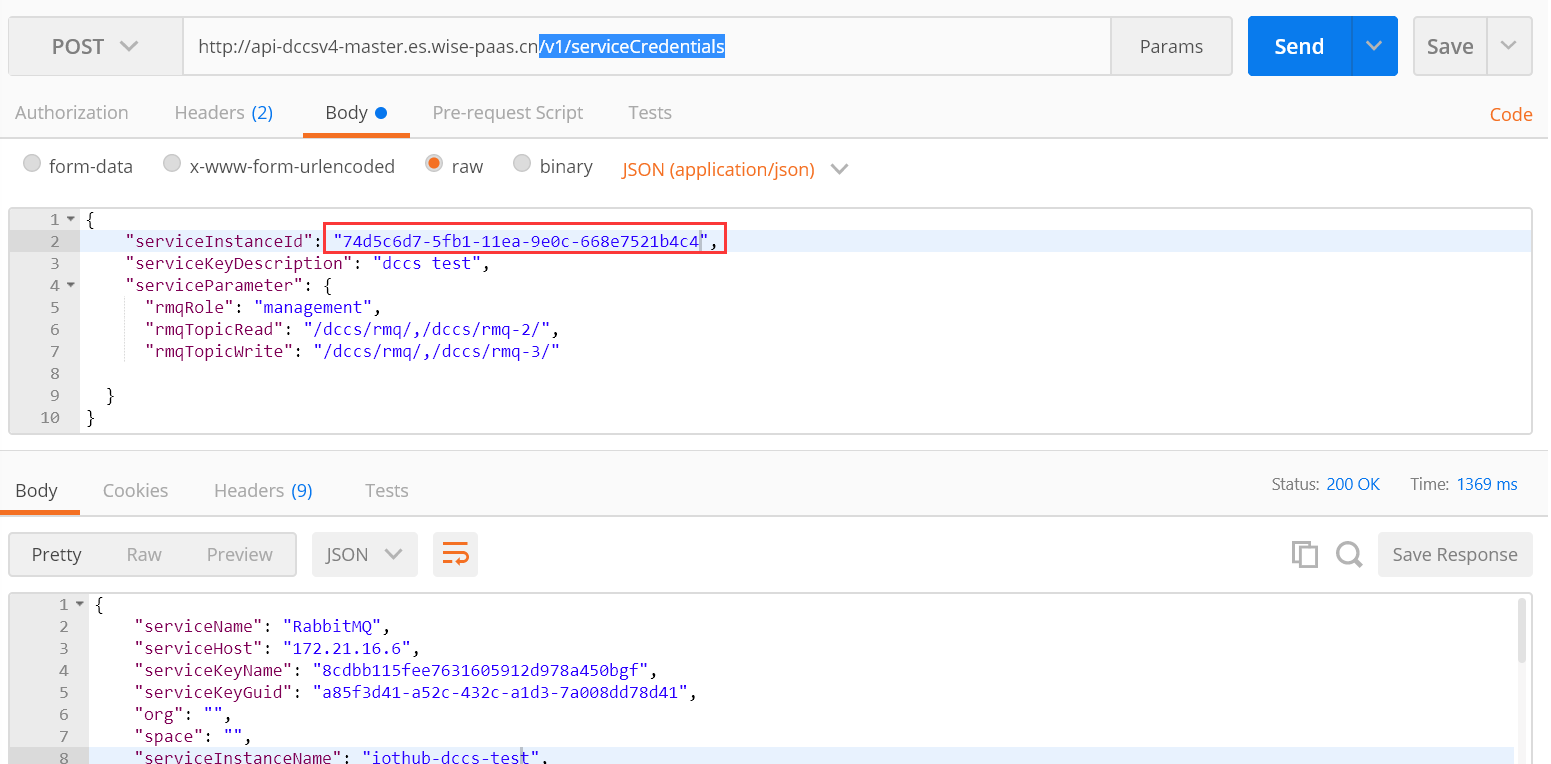 POST http://api-dccsv4-master.es.wise-paas.cn/v1/serviceCredentials Params Send Save
Authorization Headers (2) Body Pre-request Script Tests Code
form-data x-www-form-urlencoded raw binary JSON (application/json)
1 {
2 "serviceInstanceId": "74d5c6d7-5fb1-11ea-9e0c-668e7521b4c4",
3 "serviceKeyDescription": "dccs test",
4 "serviceParameter": {
5 "rmqRole": "management",
6 "rmqTopicRead": "/dccs/rmq/,/dccs/rmq-2/",
7 "rmqTopicWrite": "/dccs/rmq/,/dccs/rmq-3/"
8
9 }
10 }
Body Cookies Headers (9) Tests Status: 200 OK Time: 1369 ms
Pretty Raw Preview JSON Save Response
1 {
2 "serviceName": "RabbitMQ",
3 "serviceHost": "172.21.16.6",
4 "serviceKeyName": "8cdbb115fee7631605912d978a450bgf",
5 "serviceKeyGuid": "a85f3d41-a52c-432c-a1d3-7a008dd78d41",
6 "org": "",
7 "space": "",
8 "serviceInstanceName": "iothub-dccs-test",